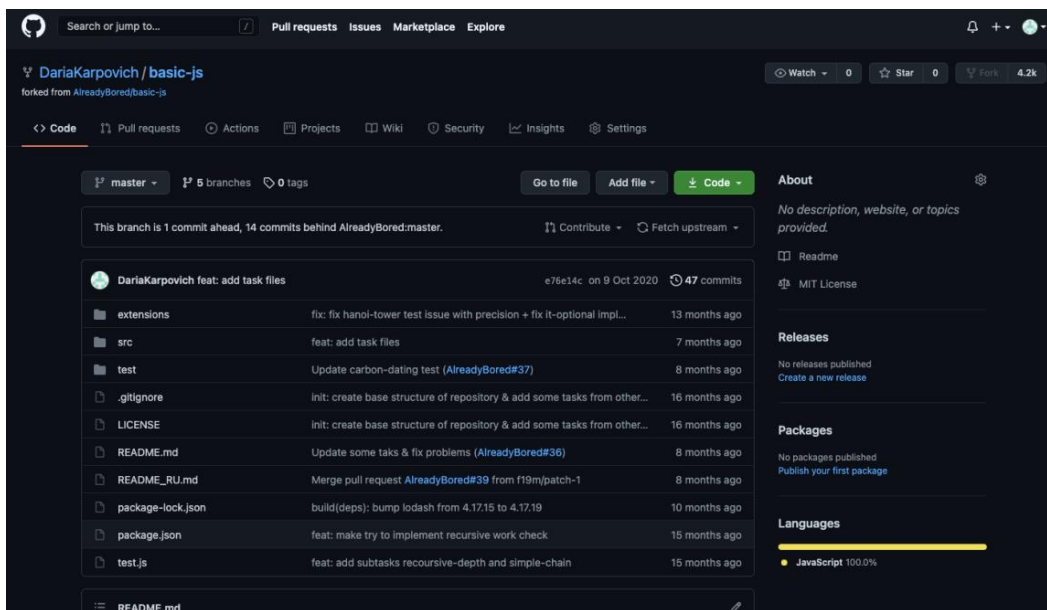 Search or jump to... / Pull requests Issues Marketplace Explore
DariaKarpovich / basic-js
Watch 0 Star 0 Fork 4.2k
forked from AlreadyBored/basic-js
<> Code Pull requests Actions Projects Wiki Security Insights Settings
master 5 branches 0 tags Go to file Add file Code
This branch is 1 commit ahead, 14 commits behind AlreadyBored:master. Contribute Fetch upstream
DariaKarpovich feat: add task files e76e14c on 9 Oct 2020 47 commits
extensions fix: fix hanoi-tower test issue with precision + fix it-optional impl... 13 months ago
src feat: add task files 7 months ago
test Update carbon-dating test (AlreadyBored#37) 8 months ago
.gitignore init: create base structure of repository & add some tasks from other... 16 months ago
LICENSE init: create base structure of repository & add some tasks from other... 16 months ago
README.md Update some taks & fix problems (AlreadyBored#36) 8 months ago
README_RU.md Merge pull request AlreadyBored#39 from f19m/patch-1 8 months ago
package-lock.json build(deps): bump lodash from 4.17.15 to 4.17.19 10 months ago
package.json feat: make try to implement recursive work check 15 months ago
test.js feat: add subtasks recoursive-depth and simple-chain 15 months ago
README.md
About
No description, website, or topics
provided.
Readme
MIT License
Releases
No releases published
Create a new release
Packages
No packages published
Publish your first package
Languages
JavaScript 100.0%